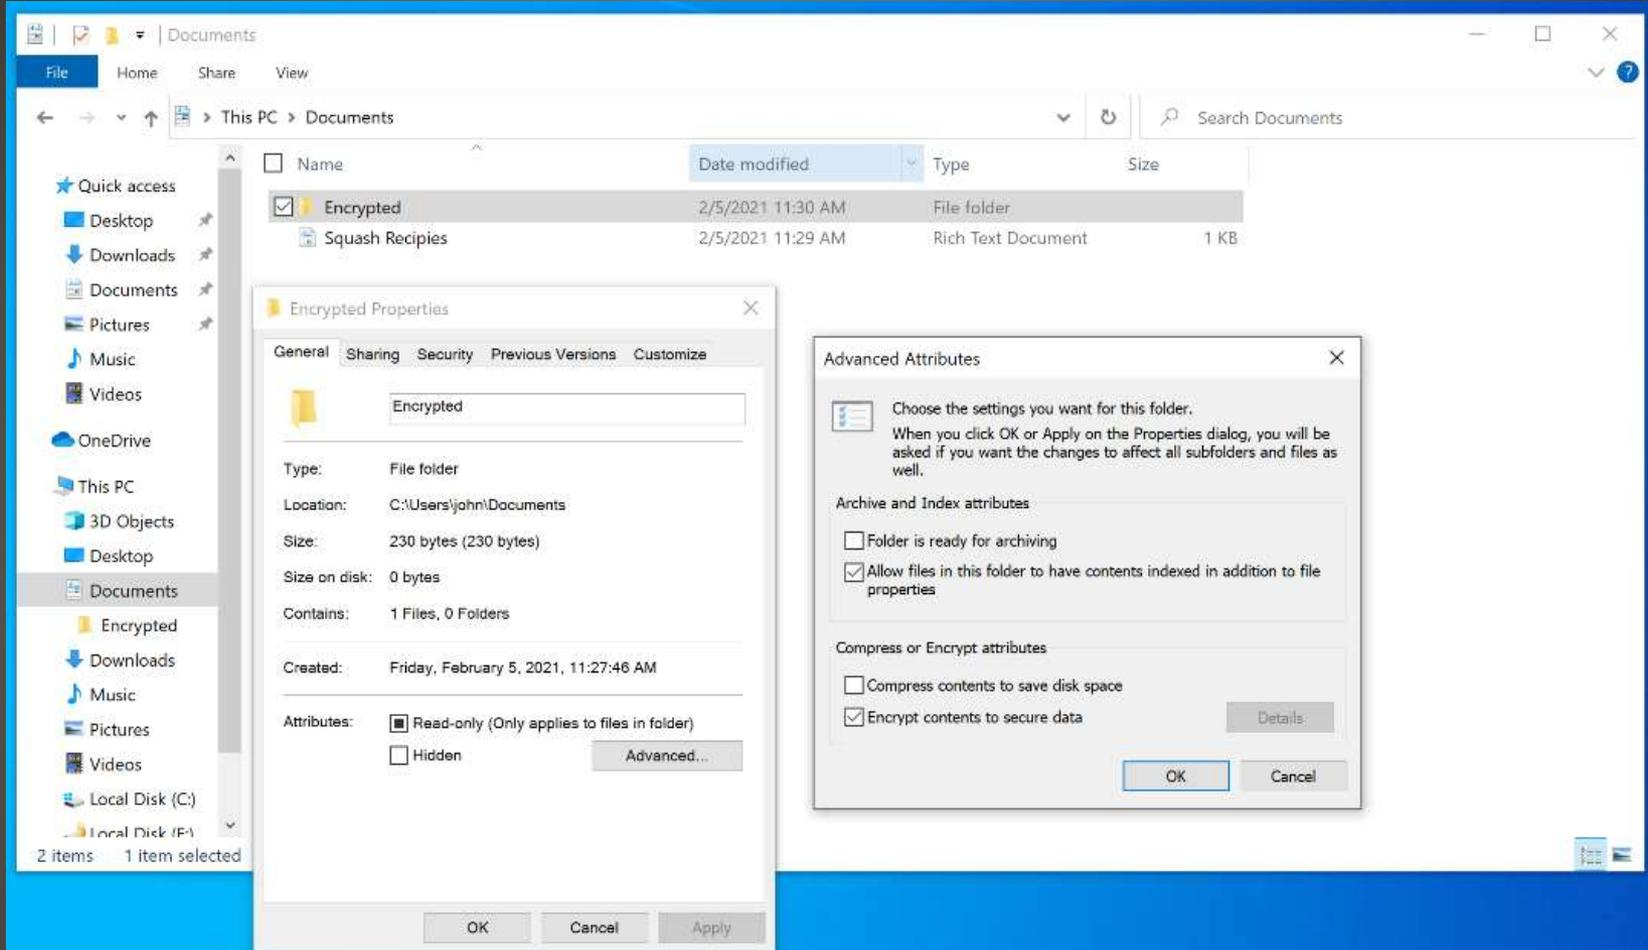 Documents
File Home Share View
This PC > Documents
Search Documents
Name Date modified Type Size
Encrypted 2/5/2021 11:30 AM File folder
Squash Recipies 2/5/2021 11:29 AM Rich Text Document 1 KB
Quick access
Desktop
Downloads
Documents
Pictures
Music
Videos
OneDrive
This PC
3D Objects
Desktop
Documents
Encrypted
Downloads
Music
Pictures
Videos
Local Disk (C:)
Local Disk (F:)
2 items 1 item selected
Encrypted Properties
General Sharing Security Previous Versions Customize
Encrypted
Type: File folder
Location: C:\Users\john\Documents
Size: 230 bytes (230 bytes)
Size on disk: 0 bytes
Contains: 1 Files, 0 Folders
Created: Friday, February 5, 2021, 11:27:46 AM
Attributes: Read-only (Only applies to files in folder)
Hidden Advanced...
OK Cancel Apply
Advanced Attributes
Choose the settings you want for this folder.
When you click OK or Apply on the Properties dialog, you will be
asked if you want the changes to affect all subfolders and files as
well.
Archive and Index attributes
Folder is ready for archiving
Allow files in this folder to have contents indexed in addition to file
properties
Compress or Encrypt attributes
Compress contents to save disk space
Encrypt contents to secure data Details
OK Cancel